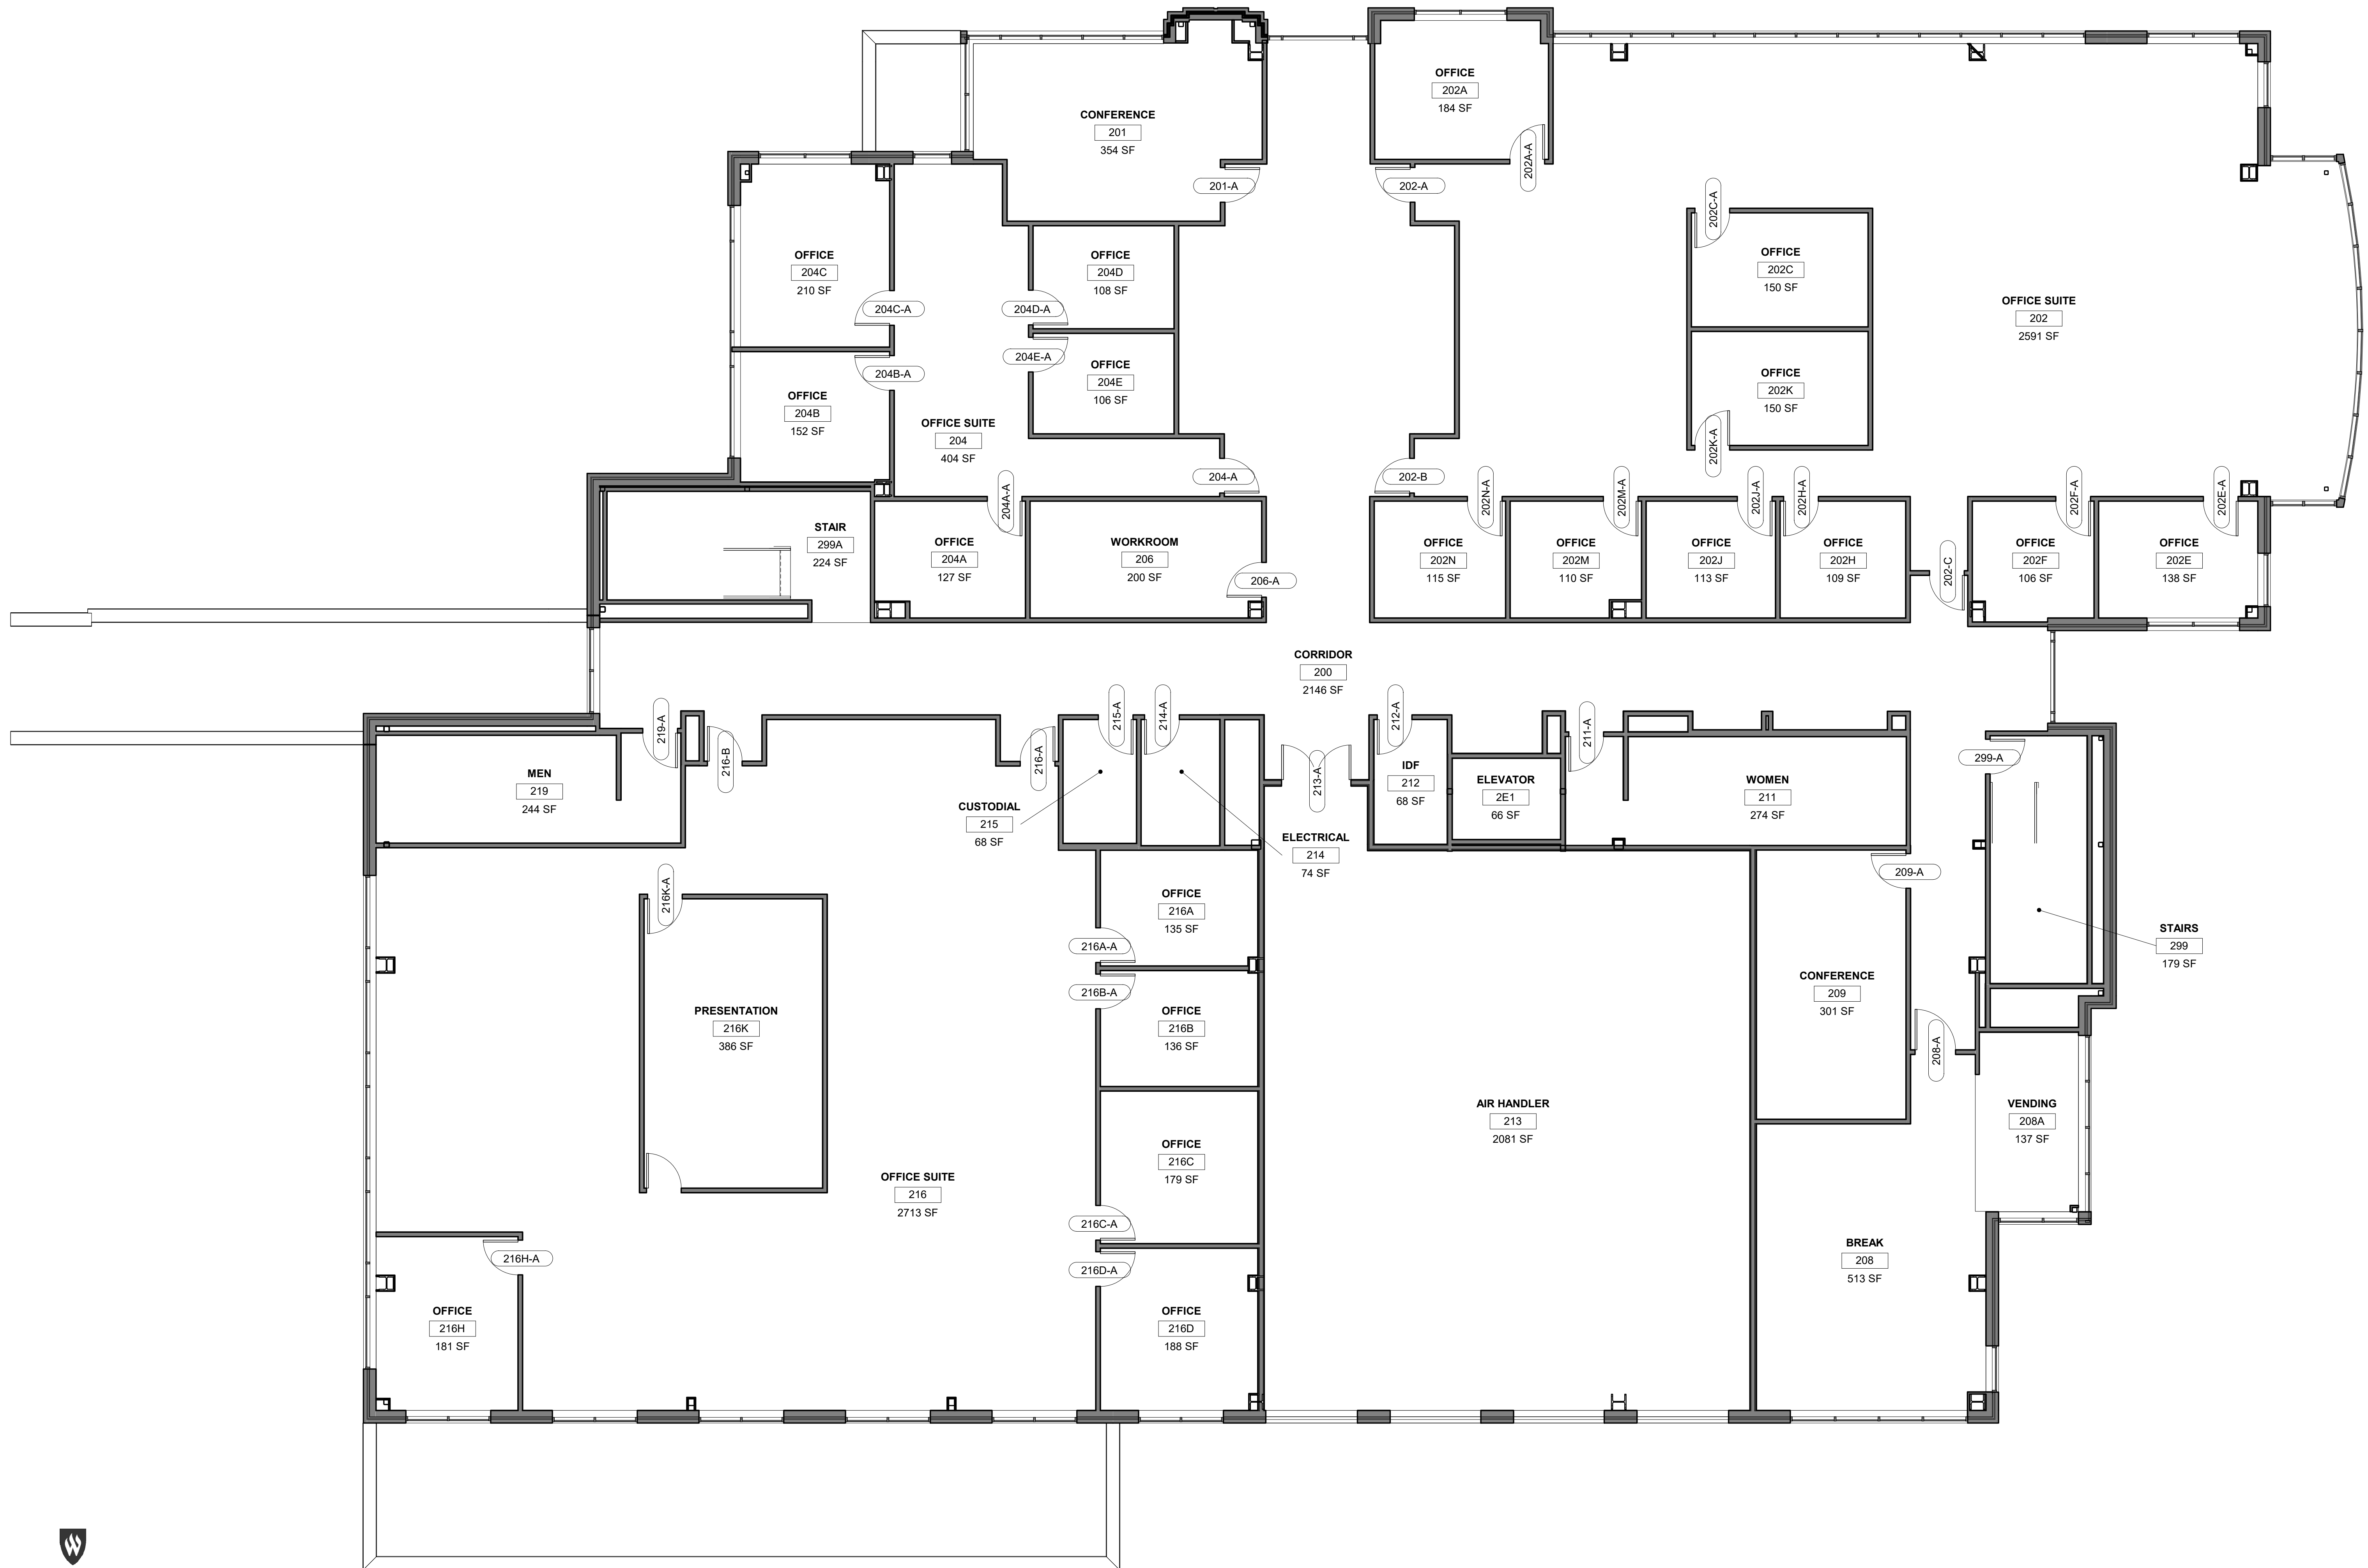 OFFICE
202A
184 SF
202A-A
CONFERENCE
201
354 SF
201-A
202-A
202C-A
OFFICE
204C
210 SF
204C-A
OFFICE
204D
108 SF
204D-A
OFFICE
202C
150 SF
OFFICE SUITE
202
2591 SF
204E-A
OFFICE
204E
106 SF
204B-A
OFFICE
204B
152 SF
OFFICE
202K
150 SF
202K-A
OFFICE SUITE
204
404 SF
204-A
202-B
204A-A
202N-A
202M-A
202J-A
202H-A
202F-A
202E-A
STAIR
299A
224 SF
OFFICE
204A
127 SF
WORKROOM
206
200 SF
206-A
OFFICE
202N
115 SF
OFFICE
202M
110 SF
OFFICE
202J
113 SF
OFFICE
202H
109 SF
202-C
OFFICE
202F
106 SF
OFFICE
202E
138 SF
CORRIDOR
200
2146 SF
219-A
216-B
216-A
215-A
214-A
213-A
212-A
211-A
299-A
MEN
219
244 SF
CUSTODIAL
215
68 SF
ELECTRICAL
214
74 SF
IDF
212
68 SF
ELEVATOR
2E1
66 SF
WOMEN
211
274 SF
209-A
216K-A
OFFICE
216A
135 SF
216A-A
STAIRS
299
179 SF
216B-A
OFFICE
216B
136 SF
CONFERENCE
209
301 SF
208-A
PRESENTATION
216K
386 SF
AIR HANDLER
213
2081 SF
VENDING
208A
137 SF
OFFICE
216C
179 SF
216C-A
OFFICE SUITE
216
2713 SF
216H-A
216D-A
BREAK
208
513 SF
OFFICE
216H
181 SF
OFFICE
216D
188 SF
W